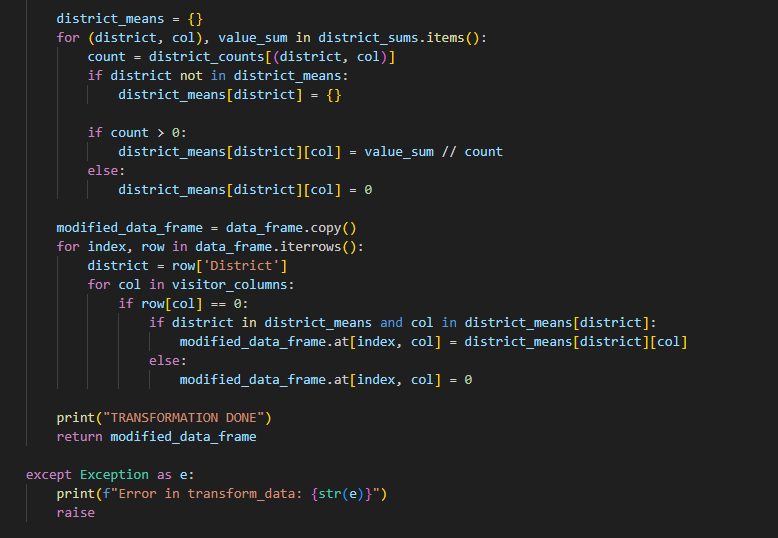 district_means = {}
for (district, col), value_sum in district_sums.items():
count = district_counts[(district, col)]
if district not in district_means:
district_means[district] = {}
if count > 0:
district_means[district][col] = value_sum // count
else:
district_means[district][col] = 0
modified_data_frame = data_frame.copy()
for index, row in data_frame.iterrows():
district = row['District']
for col in visitor_columns:
if row[col] == 0:
if district in district_means and col in district_means[district]:
modified_data_frame.at[index, col] = district_means[district][col]
else:
modified_data_frame.at[index, col] = 0
print("TRANSFORMATION DONE")
return modified_data_frame
except Exception as e:
print(f"Error in transform_data: {str(e)}")
raise